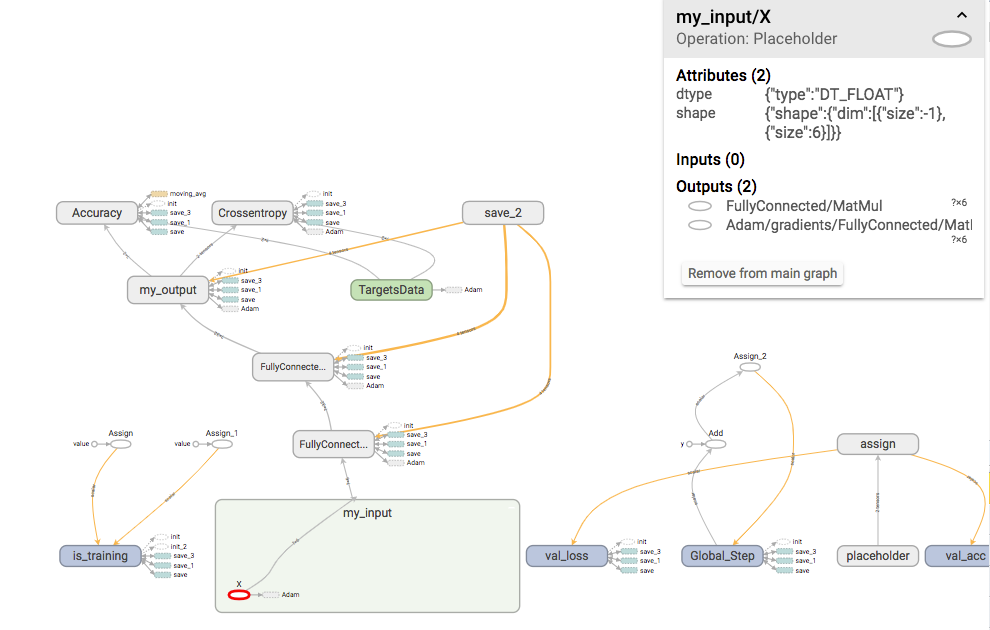 my_input/X
Operation: Placeholder
Attributes (2)
dtype {"type":"DT_FLOAT"}
shape {"shape":{"dim":[{"size":-1},
{"size":6}]}}
Inputs (0)
Outputs (2)
FullyConnected/MatMul ?×6
Adam/gradients/FullyConnected/Matl
?×6
Remove from main graph
Accuracy
moving_avg
init
save_3
save_1
save
Crossentropy
init
save_3
save_1
save
Adam
save_2
my_output
init
save_3
save_1
save
Adam
TargetsData
Adam
FullyConnecte...
init
save_3
save_1
save
Adam
FullyConnect...
init
save_3
save_1
save
Adam
Assign
value
Assign_1
value
is_training
init
init_2
save_3
save_1
save
my_input
X
Adam
Assign_2
Add
y
assign
val_loss
init
save_3
save_1
save
Global_Step
init
save_3
save_1
save
placeholder
2 tensors
val_acc